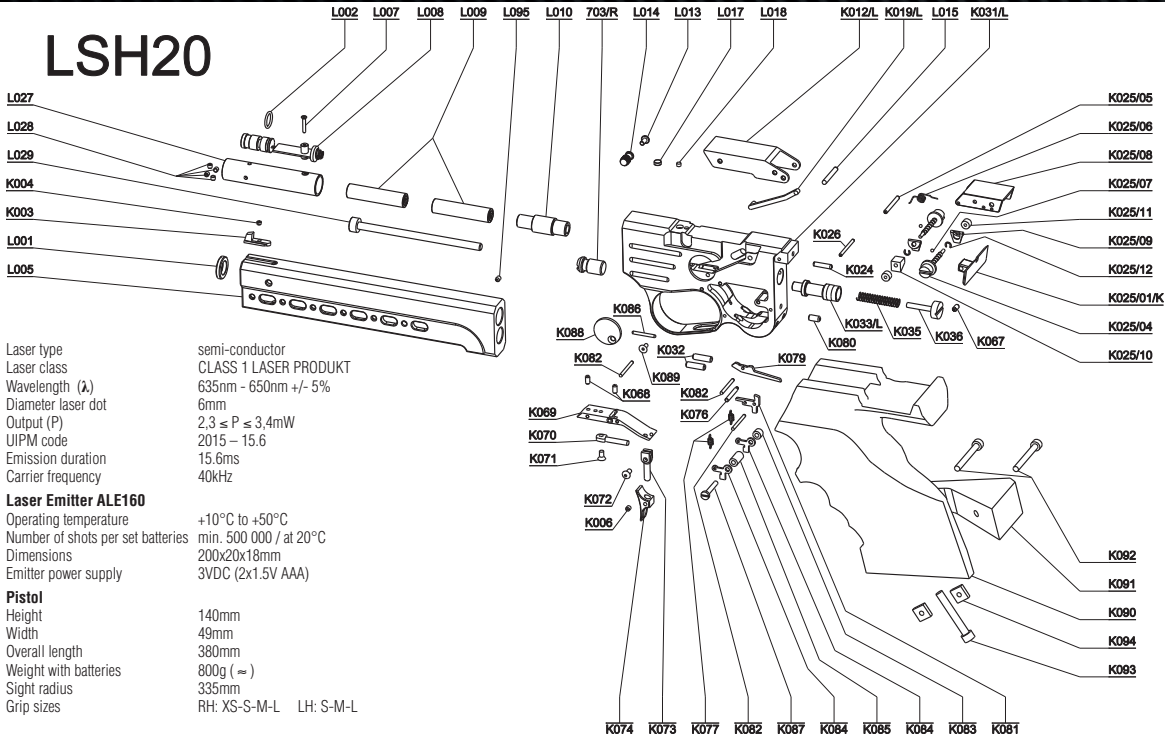 L002 L007 L008 L009 L095 L010 703/R L014 L013 L017 L018 K012/L K019/L L015 K031/L
LSH20
L027
L028
L029
K004
K003
L001
L005
K025/05
K025/06
K025/08
K025/07
K025/11
K025/09
K025/12
K025/01/K
K025/04
K025/10
K026
K024
K033/L
K035
K036
K067
K080
K086
K088
K032
K079
K082
K089
K068
K082
K076
K069
K070
K071
K072
K006
Laser type semi-conductor
Laser class CLASS 1 LASER PRODUKT
Wavelength (λ) 635nm - 650nm +/- 5%
Diameter laser dot 6mm
Output (P) 2,3 ≤ P ≤ 3,4mW
UIPM code 2015 – 15.6
Emission duration 15.6ms
Carrier frequency 40kHz
Laser Emitter ALE160
Operating temperature +10°C to +50°C
Number of shots per set batteries min. 500 000 / at 20°C
Dimensions 200x20x18mm
Emitter power supply 3VDC (2x1.5V AAA)
Pistol
Height 140mm
Width 49mm
Overall length 380mm
Weight with batteries 800g ( ≈ )
Sight radius 335mm
Grip sizes RH: XS-S-M-L LH: S-M-L
K092
K091
K090
K094
K093
K074 K073 K077 K082 K087 K084 K085 K084 K083 K081